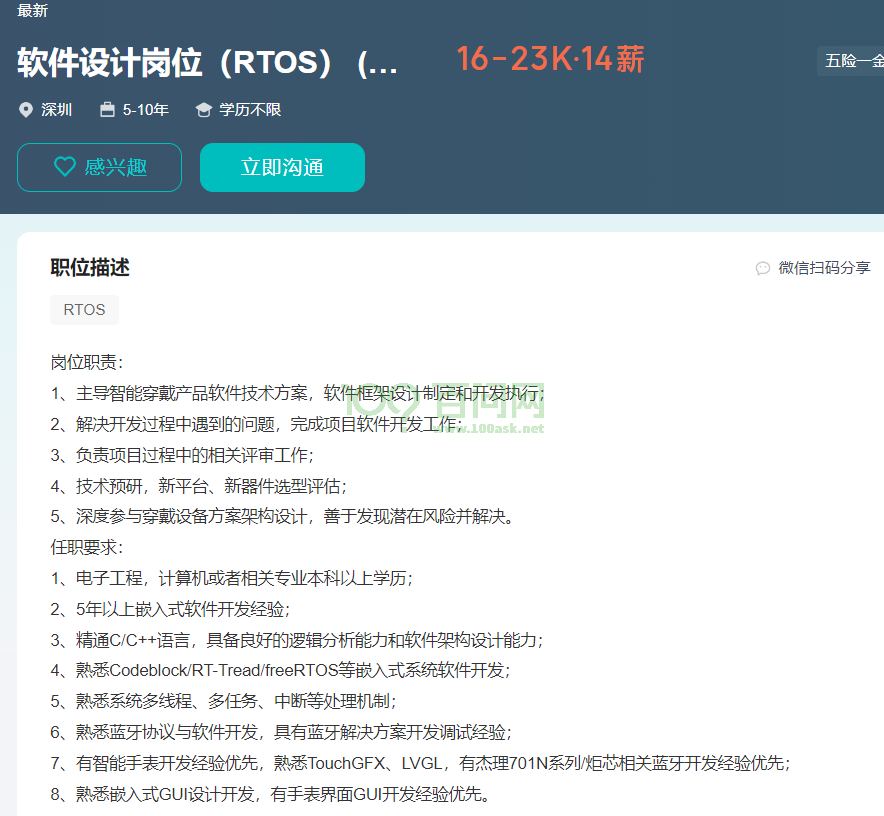 最新
软件设计岗位（RTOS） (...
16-23K·14薪
五险一金
深圳 5-10年 学历不限
感兴趣 立即沟通
职位描述
微信扫码分享
RTOS
岗位职责：
1、主导智能穿戴产品软件技术方案，软件框架设计制定和开发执行；
100 百问网
2、解决开发过程中遇到的问题，完成项目软件开发工作；
www.100ask.net
3、负责项目过程中的相关评审工作；
4、技术预研，新平台、新器件选型评估；
5、深度参与穿戴设备方案架构设计，善于发现潜在风险并解决。
任职要求：
1、电子工程，计算机或者相关专业本科以上学历；
2、5年以上嵌入式软件开发经验；
3、精通C/C++语言，具备良好的逻辑分析能力和软件架构设计能力；
4、熟悉Codeblock/RT-Tread/freeRTOS等嵌入式系统软件开发；
5、熟悉系统多线程、多任务、中断等处理机制；
6、熟悉蓝牙协议与软件开发，具有蓝牙解决方案开发调试经验；
7、有智能手表开发经验优先，熟悉TouchGFX、LVGL，有杰理701N系列/炬芯相关蓝牙开发经验优先；
8、熟悉嵌入式GUI设计开发，有手表界面GUI开发经验优先。